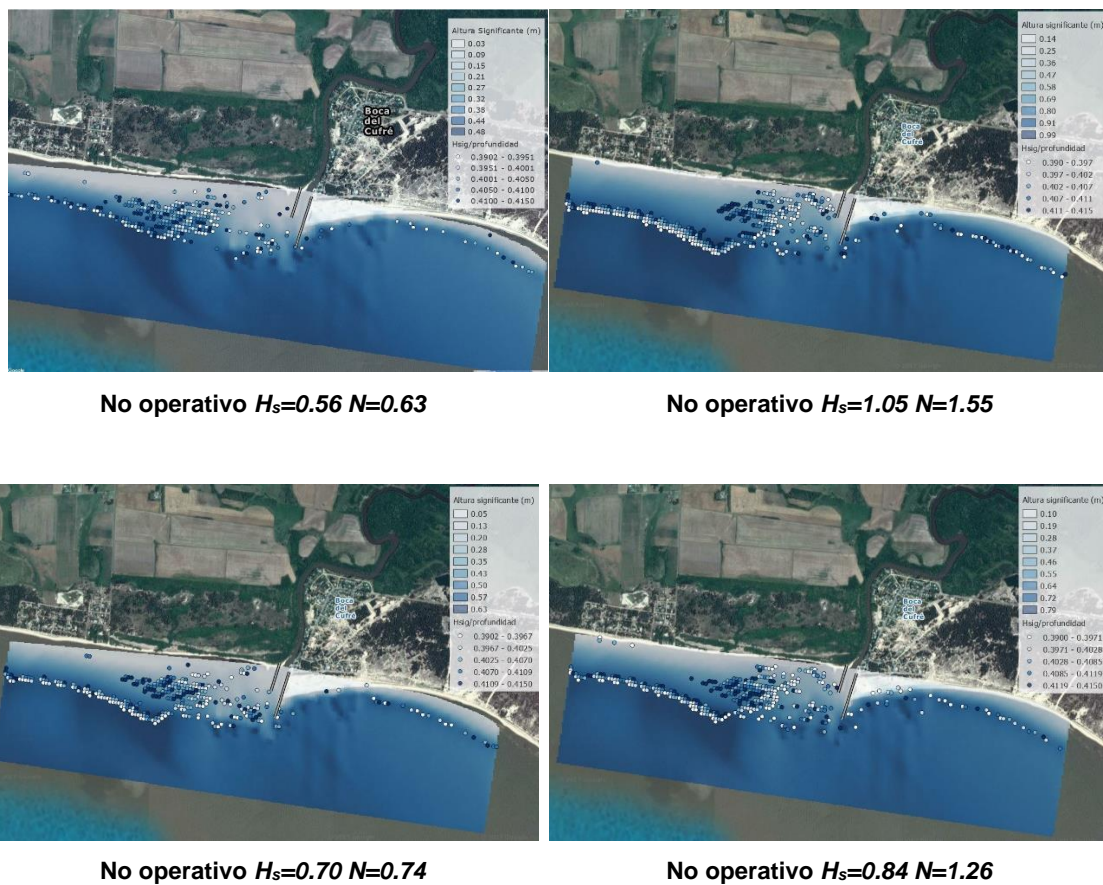 Altura Significante (m)
0.03
0.09
0.15
0.21
0.27
0.32
0.38
0.44
0.48
Hsig/profundidad
0.3902 - 0.3951
0.3951 - 0.4001
0.4001 - 0.4050
0.4050 - 0.4100
0.4100 - 0.4150
Boca
del
Cufré
Google
No operativo Hs=0.56 N=0.63
Altura significante (m)
0.14
0.25
0.36
0.47
0.58
0.69
0.80
0.91
0.99
Hsig/profundidad
0.390 - 0.397
0.397 - 0.402
0.402 - 0.407
0.407 - 0.411
0.411 - 0.415
Boca
del
Cufré
No operativo Hs=1.05 N=1.55
Altura significante (m)
0.05
0.13
0.20
0.28
0.35
0.43
0.50
0.57
0.63
Hsig/profundidad
0.3902 - 0.3967
0.3967 - 0.4025
0.4025 - 0.4070
0.4070 - 0.4109
0.4109 - 0.4150
Boca
del
Cufré
No operativo Hs=0.70 N=0.74
Altura significante (m)
0.10
0.19
0.28
0.37
0.46
0.55
0.64
0.72
0.79
Hsig/profundidad
0.3900 - 0.3971
0.3971 - 0.4028
0.4028 - 0.4085
0.4085 - 0.4119
0.4119 - 0.4150
Boca
del
Cufré
No operativo Hs=0.84 N=1.26